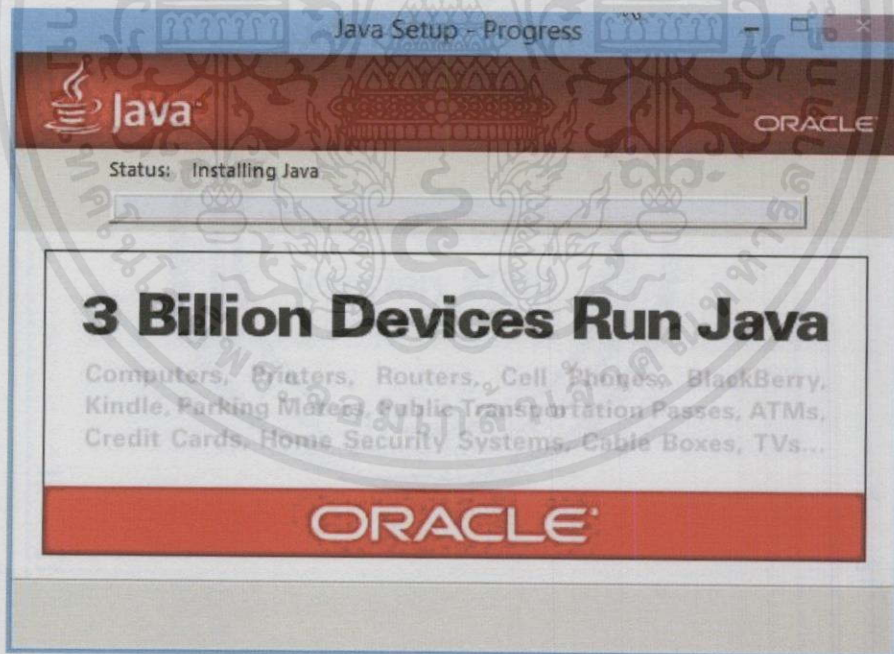 Java Setup - Progress
Java
ORACLE
Status: Installing Java
3 Billion Devices Run Java
Computers, Printers, Routers, Cell Phones, BlackBerry,
Kindle, Parking Meters, Public Transportation Passes, ATMs,
Credit Cards, Home Security Systems, Cable Boxes, TVs...
ORACLE